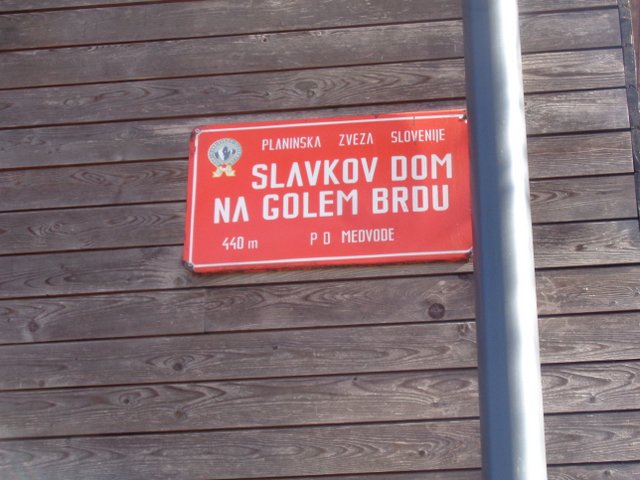 PLANINSKA ZVEZA SLOVENIJE
SLAVKOV DOM
NA GOLEM BRDU
440 m P D MEDVODE